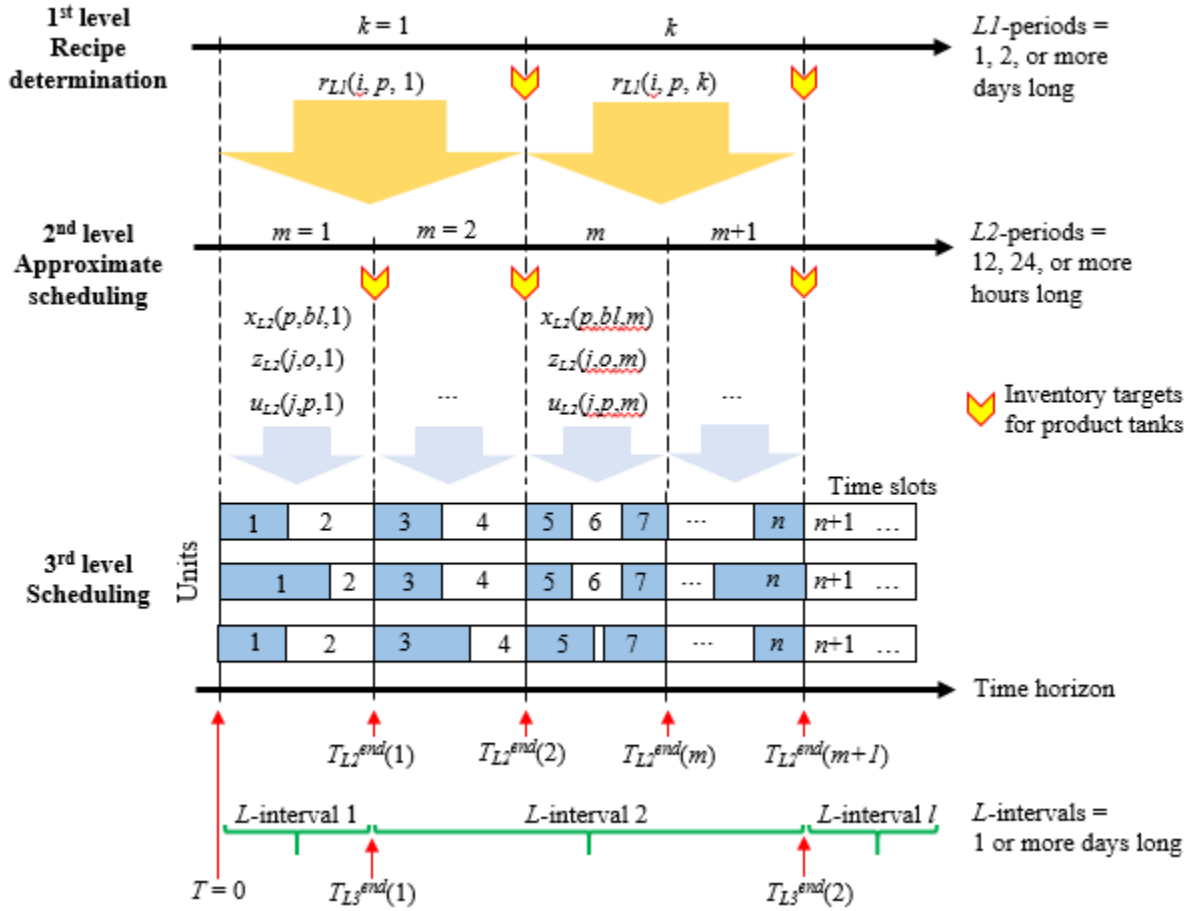 1st level
Recipe
determination
k = 1
k
L1-periods =
1, 2, or more
days long
rL1(i, p, 1)
rL1(i, p, k)
2nd level
Approximate
scheduling
m = 1
m = 2
m
m+1
L2-periods =
12, 24, or more
hours long
xL2(p,bl,1)
zL2(j,o,1)
uL2(j,p,1)
...
xL2(p,bl,m)
zL2(j,o,m)
uL2(j,p,m)
...
Inventory targets
for product tanks
Time slots
3rd level
Scheduling
Units
1 2 3 4 5 6 7 ... n n+1 ...
1 2 3 4 5 6 7 ... n n+1 ...
1 2 3 4 5 7 ... n n+1 ...
Time horizon
TL2end(1)
TL2end(2)
TL2end(m)
TL2end(m+1)
L-interval 1
L-interval 2
L-interval l
L-intervals =
1 or more days long
T = 0
TL3end(1)
TL3end(2)